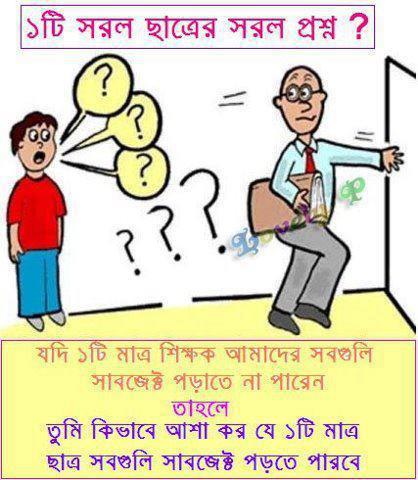 ১টি সরল ছাত্রের সরল প্রশ্ন ?
? ? ?
? ? ?
Lovely P
যদি ১টি মাত্র শিক্ষক আমাদের সবগুলি
সাবজেক্ট পড়াতে না পারেন
তাহলে
তুমি কিভাবে আশা কর যে ১টি মাত্র
ছাত্র সবগুলি সাবজেক্ট পড়তে পারবে